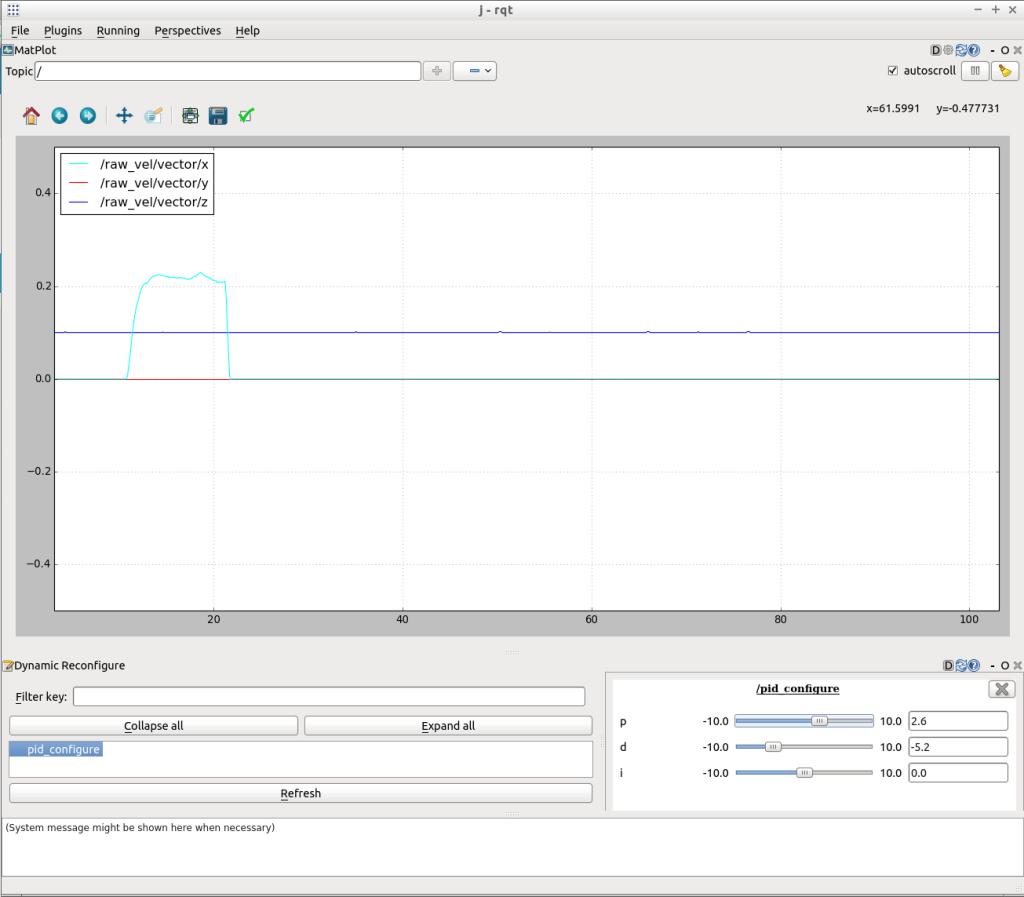 j - rqt
File Plugins Running Perspectives Help
MatPlot D - O
Topic / autoscroll
x=61.5991 y=-0.477731
/raw_vel/vector/x
/raw_vel/vector/y
/raw_vel/vector/z
0.4
0.2
0.0
−0.2
−0.4
20 40 60 80 100
Dynamic Reconfigure D - O
Filter key:
Collapse all Expand all
pid_configure
Refresh
/pid_configure
p -10.0 10.0 2.6
d -10.0 10.0 -5.2
i -10.0 10.0 0.0
(System message might be shown here when necessary)